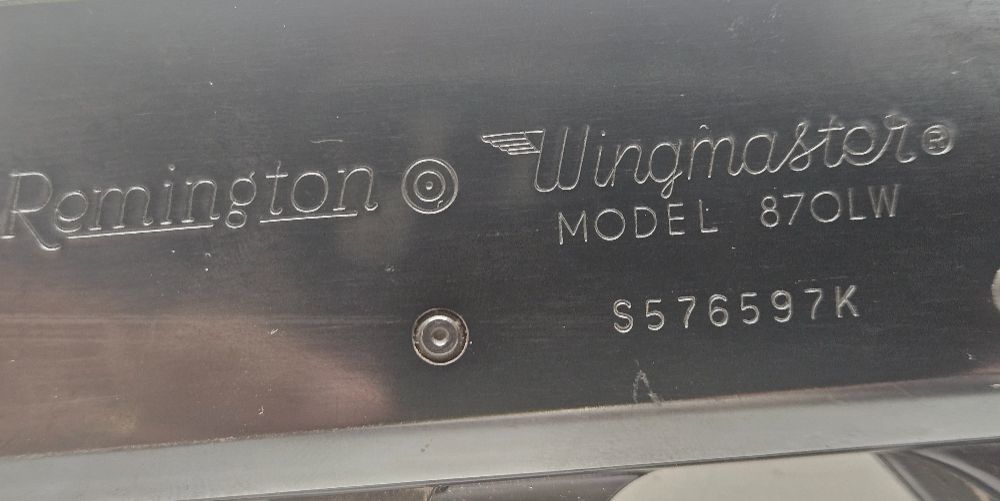 Remington Wingmaster®
MODEL 870LW
S576597K